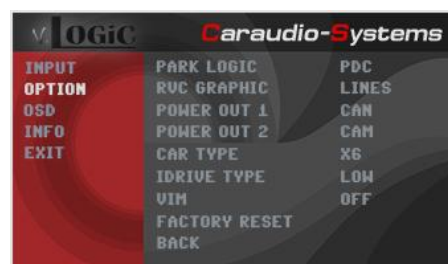 v.LOGiC Caraudio-Systems
INPUT PARK LOGIC PDC
OPTION RVC GRAPHIC LINES
OSD POWER OUT 1 CAN
INFO POWER OUT 2 CAM
EXIT CAR TYPE X6
IDRIVE TYPE LOW
VIM OFF
FACTORY RESET
BACK